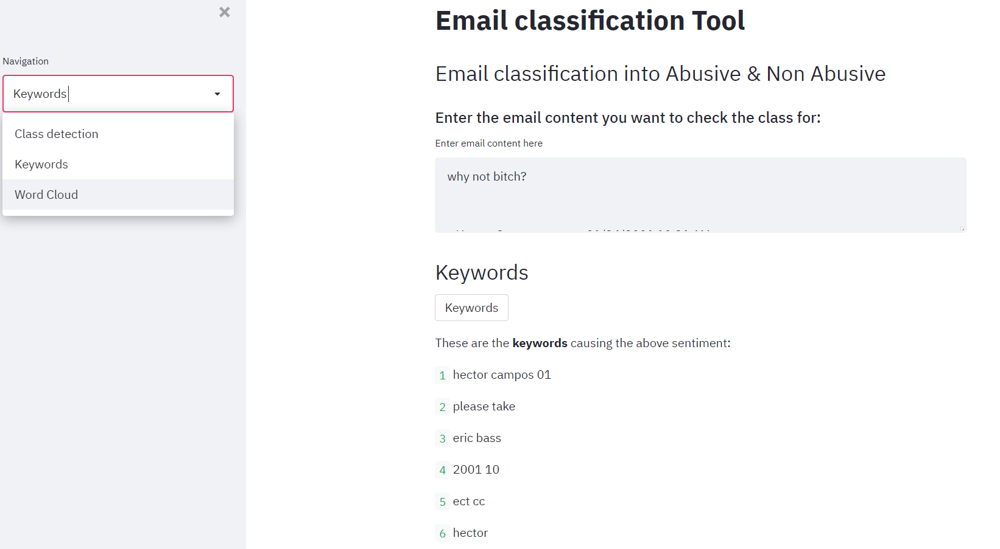 Navigation
Keywords
Class detection
Keywords
Word Cloud
Email classification Tool
Email classification into Abusive & Non Abusive
Enter the email content you want to check the class for:
Enter email content here
why not bitch?
Keywords
Keywords
These are the keywords causing the above sentiment:
1 hector campos 01
2 please take
3 eric bass
4 2001 10
5 ect cc
6 hector